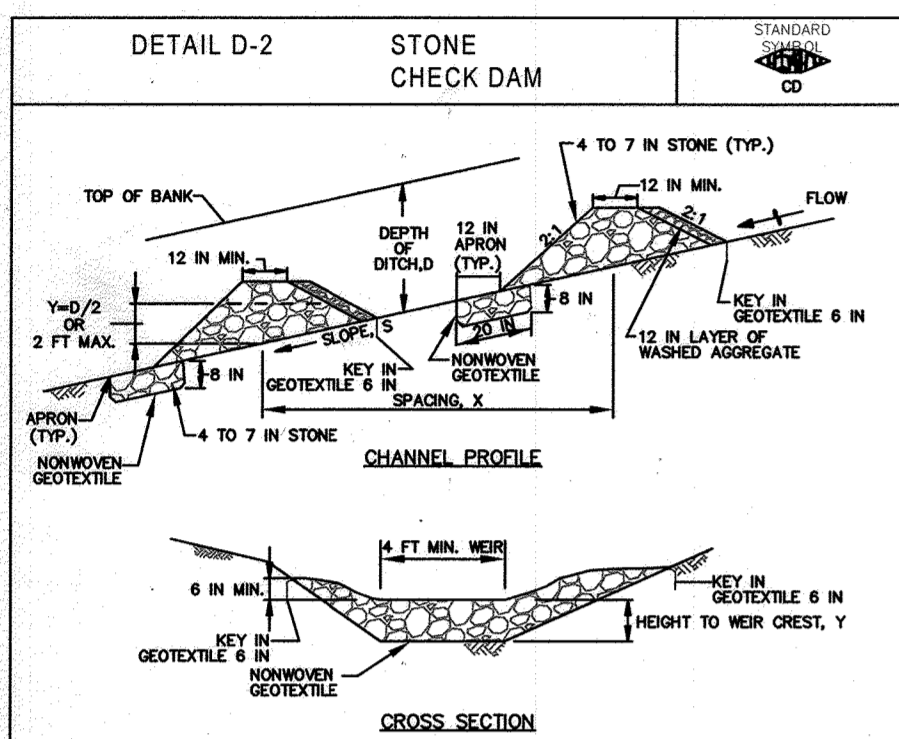 DETAIL D-2
STONE
CHECK DAM
STANDARD
SYMBOL
CD
4 TO 7 IN STONE (TYP.)
12 IN MIN.
FLOW
TOP OF BANK
2:1
2:1
DEPTH
OF
DITCH,D
12 IN
APRON
(TYP.)
12 IN MIN.
Y=D/2
OR
2 FT MAX.
8 IN
KEY IN
GEOTEXTILE 6 IN
20 IN
SLOPE, S
12 IN LAYER OF
WASHED AGGREGATE
NONWOVEN
GEOTEXTILE
KEY IN
GEOTEXTILE 6 IN
8 IN
SPACING, X
APRON
(TYP.)
4 TO 7 IN STONE
NONWOVEN
GEOTEXTILE
CHANNEL PROFILE
4 FT MIN. WEIR
6 IN MIN.
KEY IN
GEOTEXTILE 6 IN
HEIGHT TO WEIR CREST, Y
KEY IN
GEOTEXTILE 6 IN
NONWOVEN
GEOTEXTILE
CROSS SECTION